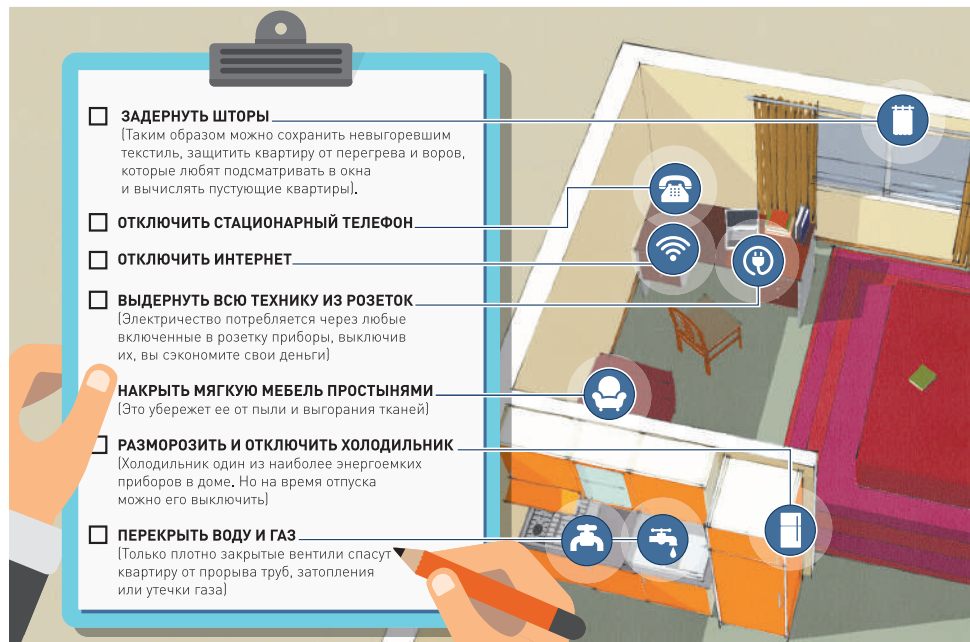 ЗАДЕРНУТЬ ШТОРЫ
(Таким образом можно сохранить невыгоревшим
текстиль, защитить квартиру от перегрева и воров,
которые любят подсматривать в окна
и вычислять пустующие квартиры).
ОТКЛЮЧИТЬ СТАЦИОНАРНЫЙ ТЕЛЕФОН
ОТКЛЮЧИТЬ ИНТЕРНЕТ
ВЫДЕРНУТЬ ВСЮ ТЕХНИКУ ИЗ РОЗЕТОК
(Электричество потребляется через любые
включенные в розетку приборы, выключив
их, вы сэкономите свои деньги)
НАКРЫТЬ МЯГКУЮ МЕБЕЛЬ ПРОСТЫНЯМИ
(Это убережет ее от пыли и выгорания тканей)
РАЗМОРОЗИТЬ И ОТКЛЮЧИТЬ ХОЛОДИЛЬНИК
(Холодильник один из наиболее энергоемких
приборов в доме. Но на время отпуска
можно его выключить)
ПЕРЕКРЫТЬ ВОДУ И ГАЗ
(Только плотно закрытые вентили спасут
квартиру от прорыва труб, затопления
или утечки газа)